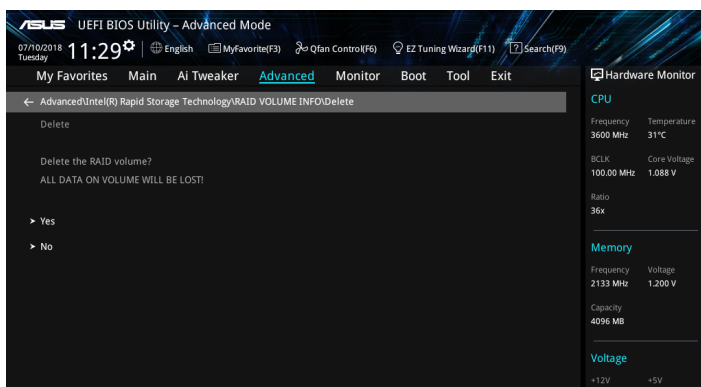 ASUS UEFI BIOS Utility – Advanced Mode
07/10/2018 Tuesday 11:29 English MyFavorite(F3) Qfan Control(F6) EZ Tuning Wizard(F11) ? Search(F9)
My Favorites Main Ai Tweaker Advanced Monitor Boot Tool Exit
← Advanced\Intel(R) Rapid Storage Technology\RAID VOLUME INFO\Delete
Delete
Delete the RAID volume?
ALL DATA ON VOLUME WILL BE LOST!
> Yes
> No
Hardware Monitor
CPU
Frequency Temperature
3600 MHz 31°C
BCLK Core Voltage
100.00 MHz 1.088 V
Ratio
36x
Memory
Frequency Voltage
2133 MHz 1.200 V
Capacity
4096 MB
Voltage
+12V +5V